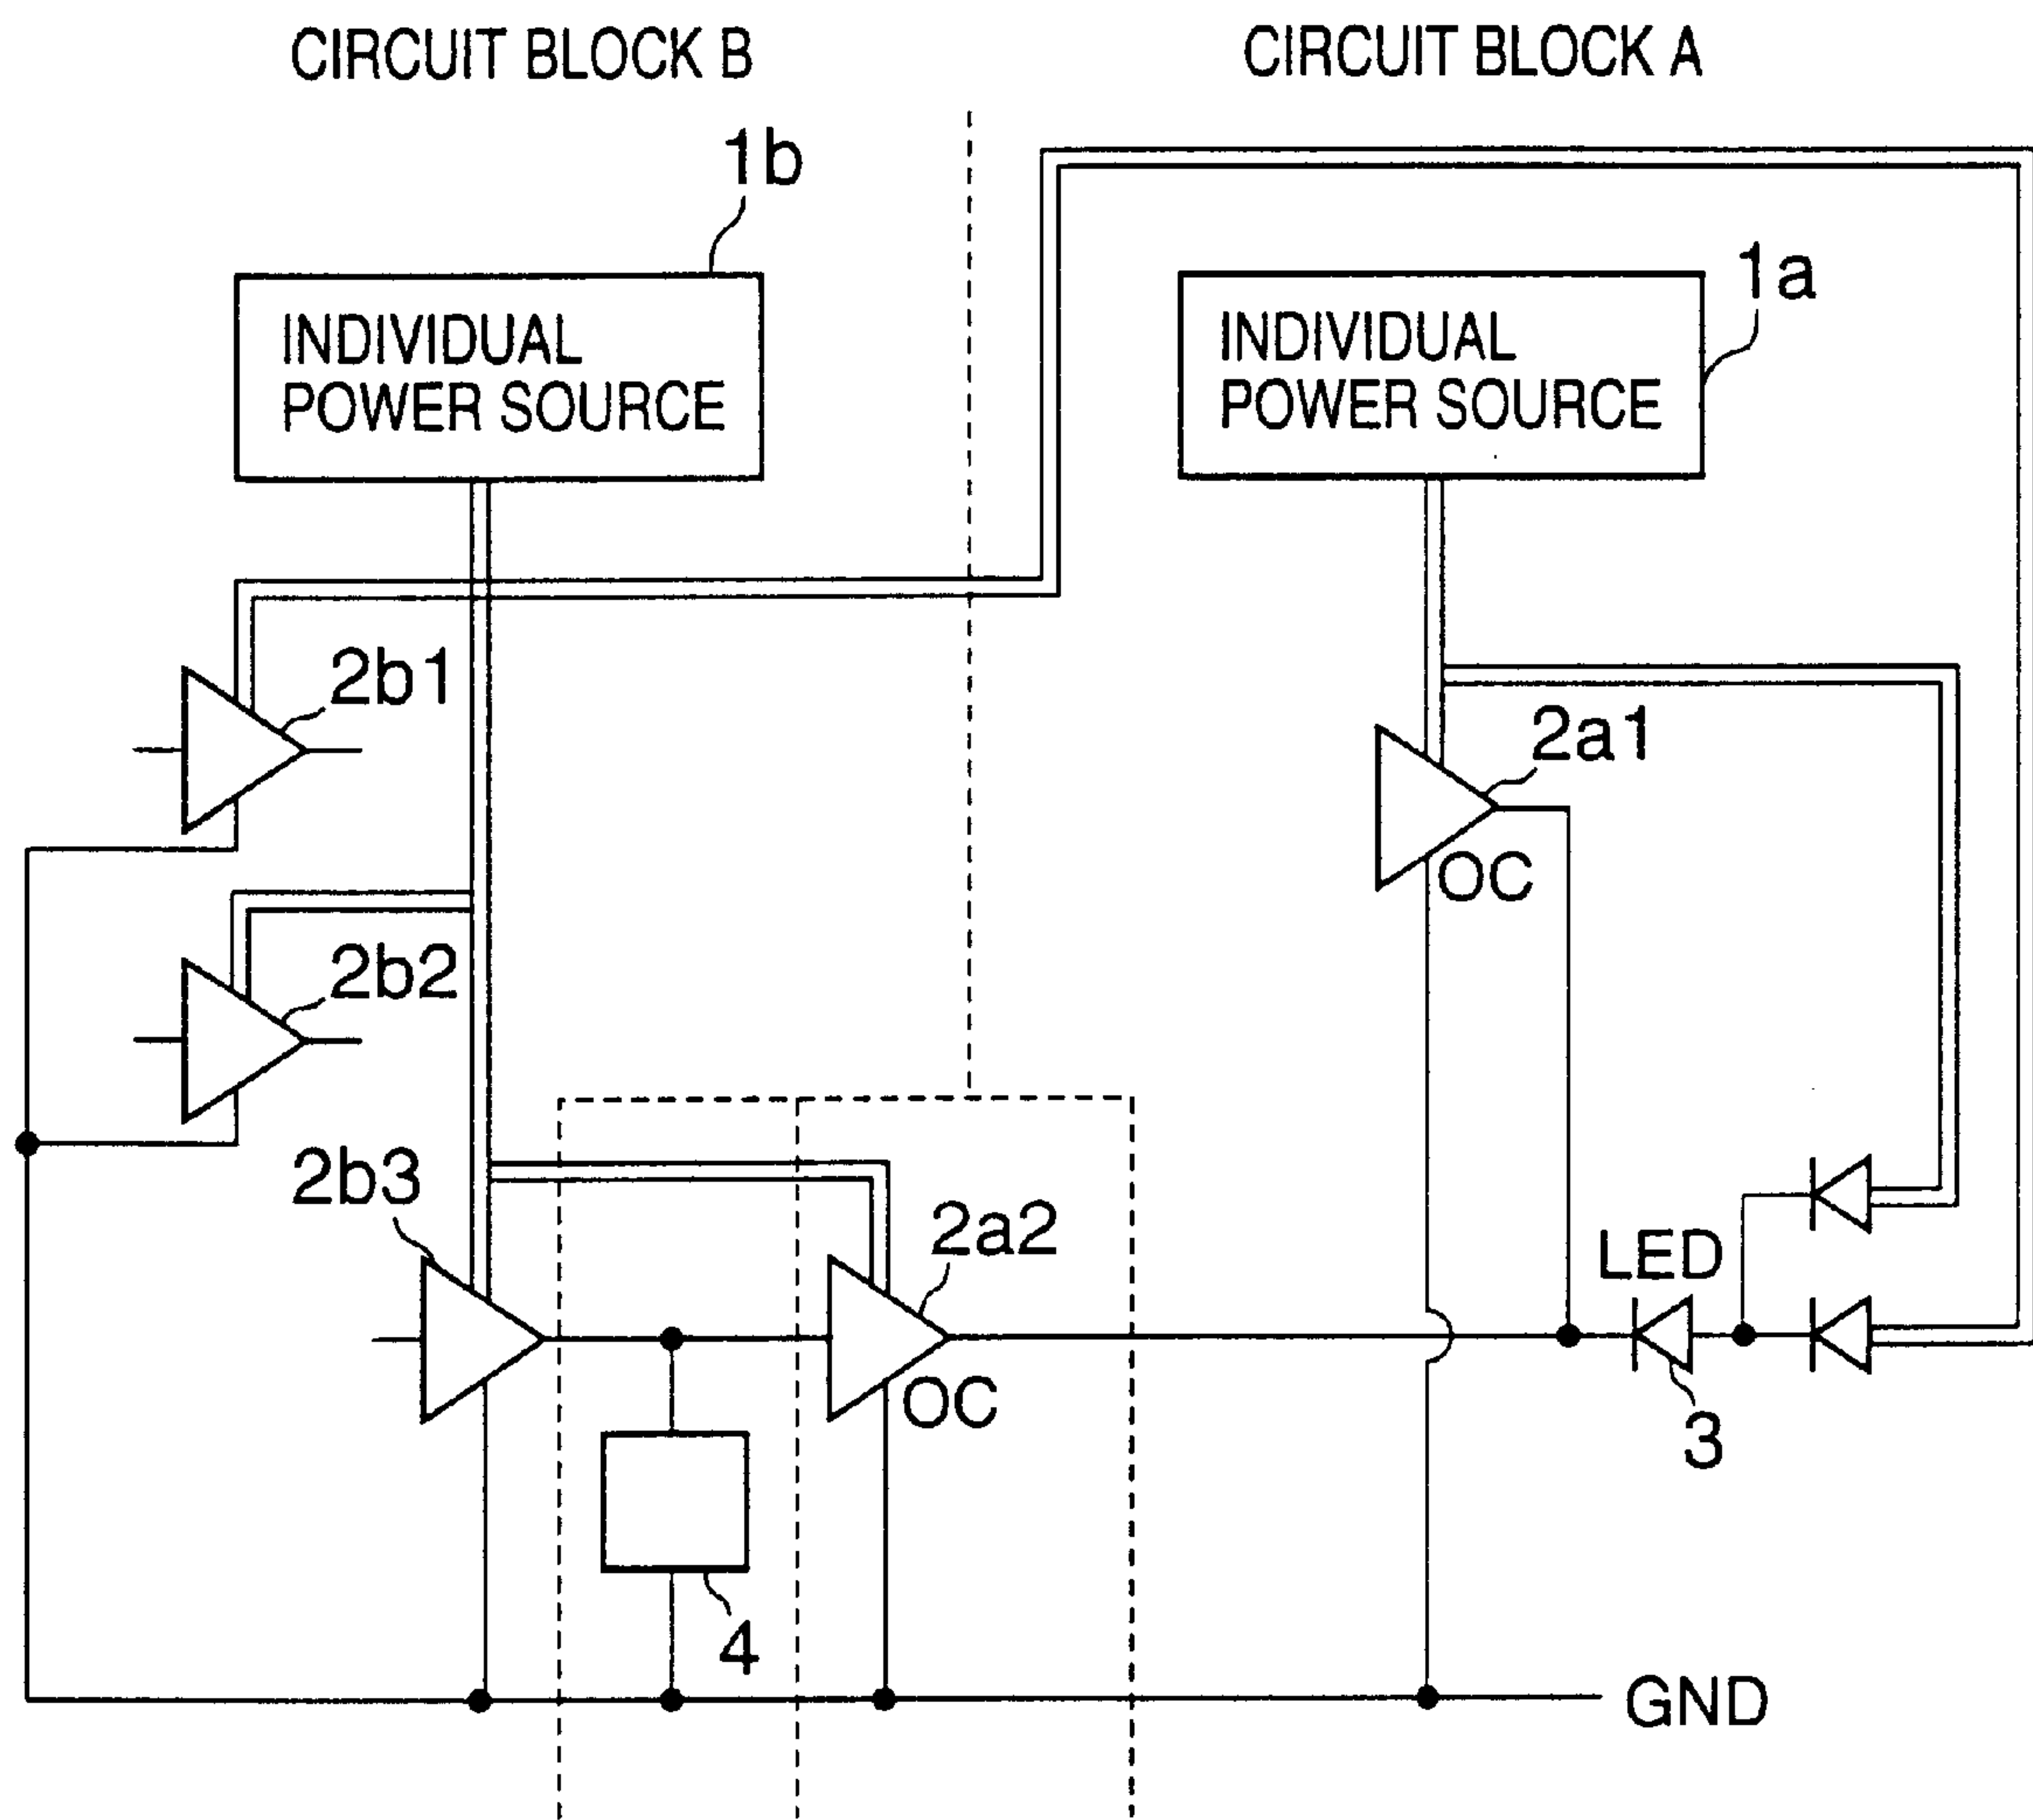 CIRCUIT BLOCK B
CIRCUIT BLOCK A
1b
1a
INDIVIDUAL
POWER SOURCE
INDIVIDUAL
POWER SOURCE
2b1
2a1
OC
2b2
2b3
2a2
LED
OC
3
4
GND